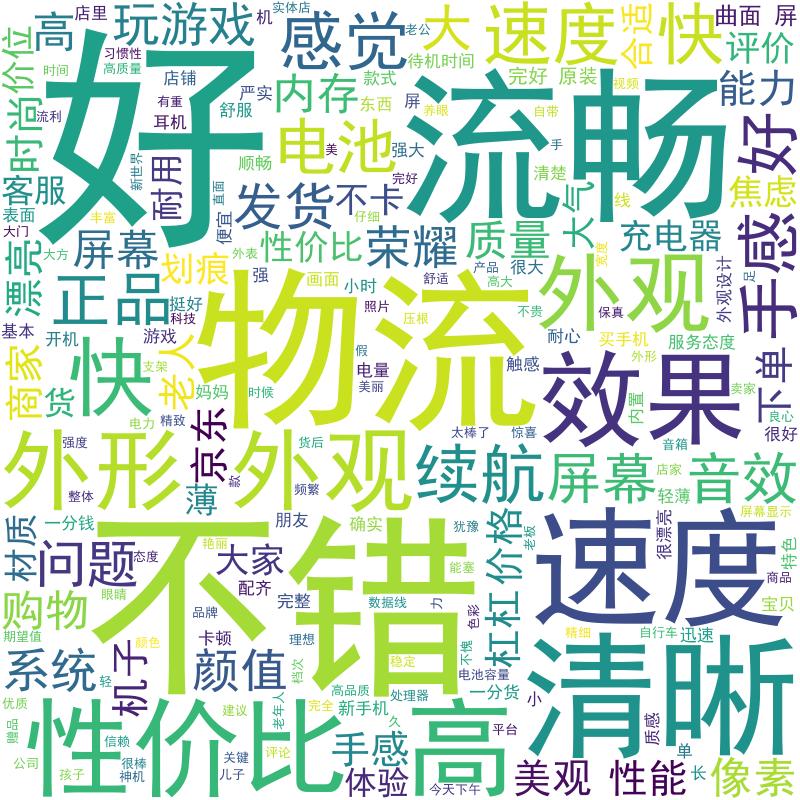 店里
机
实体店
高
玩游戏
感觉
老公
大
速度
合适
快
曲面
屏
习惯性
高质量
待机时间
评价
价位
时间
店铺
款式
完好
原装
视频
能力
有重
严实
内存
东西
屏
养眼
自带
时尚
流利
耳机
舒服
好
流畅
好
电池
美
强大
手
新世界
顺畅
完好
清楚
客服
耐用
直面
发货
不卡
大气
线
焦虑
表面
丰富
便宜
仔细
大门
大方
屏幕
外表
性价比
荣耀
质量
宽度
充电器
手感
漂亮
划痕
强
画面
产品
很大
足
正品
挺好
小时
舒适
高大
外观
外观设计
科技
照片
不贵
保真
基本
开机
游戏
压根
耐心
买手机
服务态度
物流
商家
快
支架
假
触感
外形
下单
货
老人
妈妈
时候
电量
美丽
效果
美观
卖家
内置
良心
电力
精致
京东
太棒了
惊喜
音箱
很好
外形
外观
强度
货后
续航
屏幕
店家
音效
整体
款
频繁
轻薄
薄
材质
一分钱
朋友
确实
犹豫
价格
老板
速度
很漂亮
屏幕显示
特色
不错
问题
态度
艳丽
大家
能塞
配齐
杠杠
商品
购物
眼睛
品牌
完整
数据线
力
色彩
宝贝
期望值
颜色
卡顿
理想
稳定
不愧
精细
自行车
迅速
系统
轻
机子
颜值
档次
电池容量
清晰
优质
赠品
老年人
高品质
处理器
一分货
小
性价比
高
建议
完全
新手机
久
质感
公司
信赖
关键
评论
手感
平台
单
孩子
很棒
神机
儿子
体验
今天下午
美观
性能
长
像素